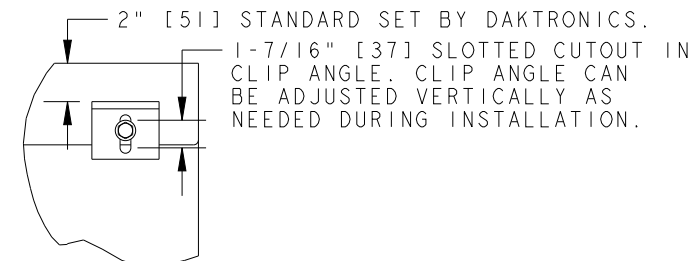 2" [51] STANDARD SET BY DAKTRONICS.
1-7/16" [37] SLOTTED CUTOUT IN
CLIP ANGLE. CLIP ANGLE CAN
BE ADJUSTED VERTICALLY AS
NEEDED DURING INSTALLATION.